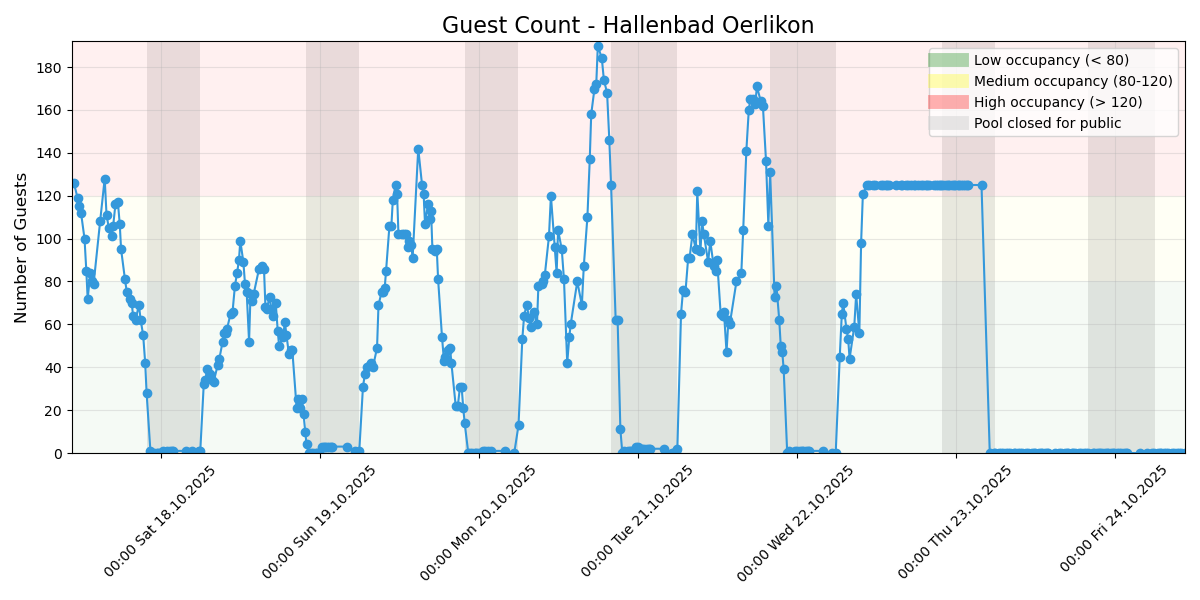 Guest Count - Hallenbad Oerlikon
Number of Guests
180
160
140
120
100
80
60
40
20
0
Low occupancy (< 80)
Medium occupancy (80-120)
High occupancy (> 120)
Pool closed for public
00:00 Sat 18.10.2025
00:00 Sun 19.10.2025
00:00 Mon 20.10.2025
00:00 Tue 21.10.2025
00:00 Wed 22.10.2025
00:00 Thu 23.10.2025
00:00 Fri 24.10.2025